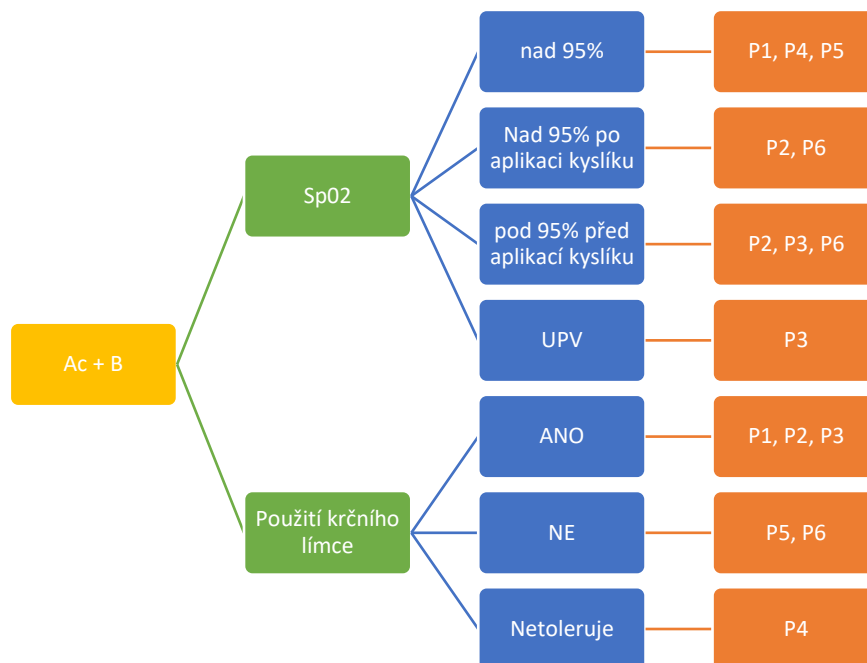 nad 95%
P1, P4, P5
Nad 95% po
aplikaci kyslíku
P2, P6
Sp02
pod 95% před
aplikací kyslíku
P2, P3, P6
UPV
P3
Ac + B
ANO
P1, P2, P3
Použití krčního
límce
NE
P5, P6
Netoleruje
P4